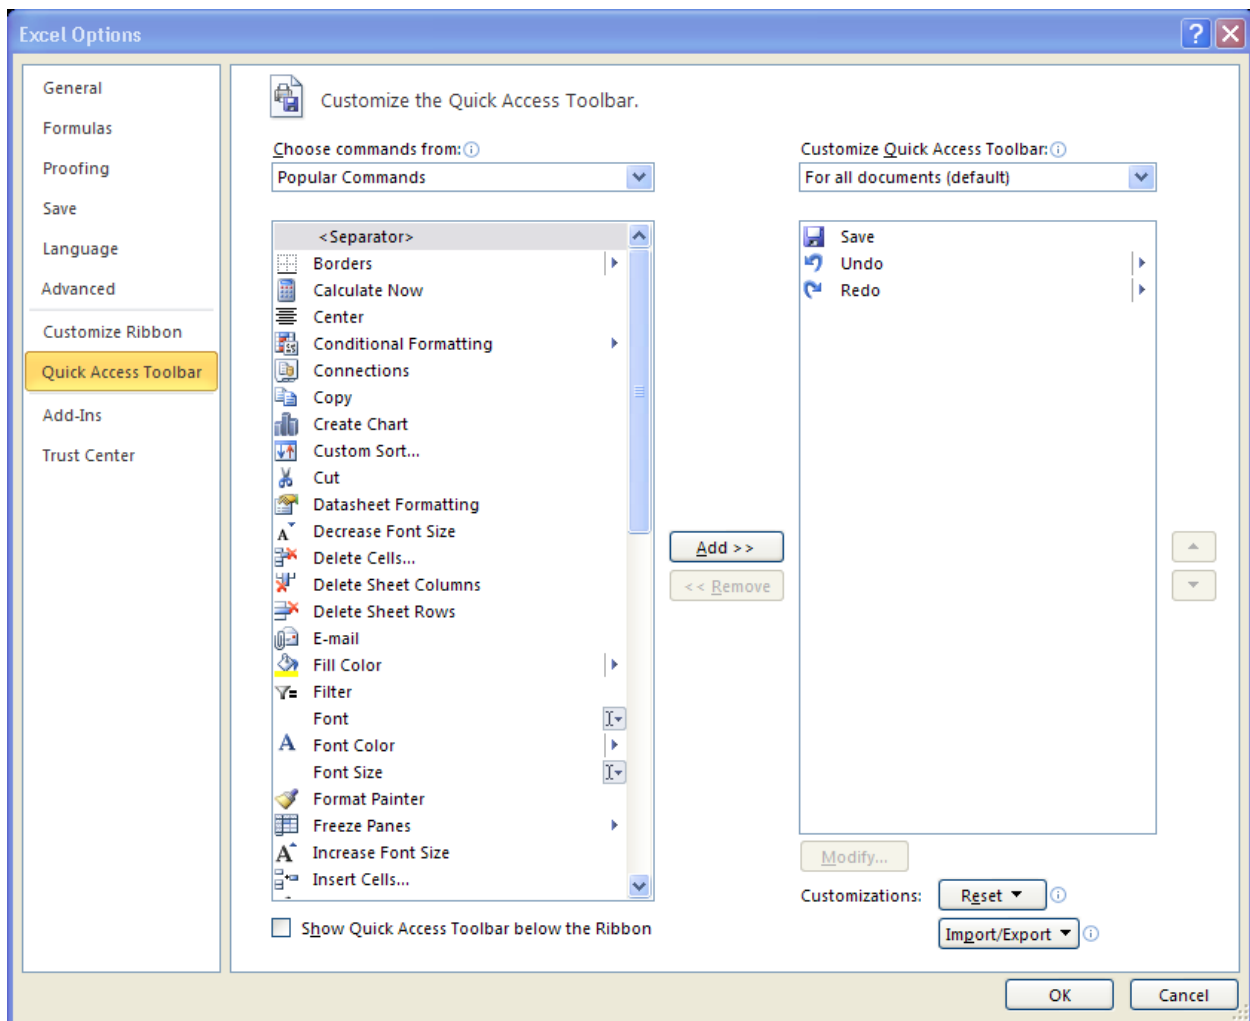 Excel Options
General
Formulas
Proofing
Save
Language
Advanced
Customize Ribbon
Quick Access Toolbar
Add-Ins
Trust Center
Customize the Quick Access Toolbar.
Choose commands from:
Popular Commands
<Separator>
Borders
Calculate Now
Center
Conditional Formatting
Connections
Copy
Create Chart
Custom Sort...
Cut
Datasheet Formatting
Decrease Font Size
Delete Cells...
Delete Sheet Columns
Delete Sheet Rows
E-mail
Fill Color
Filter
Font
Font Color
Font Size
Format Painter
Freeze Panes
Increase Font Size
Insert Cells...
Show Quick Access Toolbar below the Ribbon
Add >>
<< Remove
Customize Quick Access Toolbar:
For all documents (default)
Save
Undo
Redo
Modify...
Customizations:
Reset
Import/Export
OK
Cancel